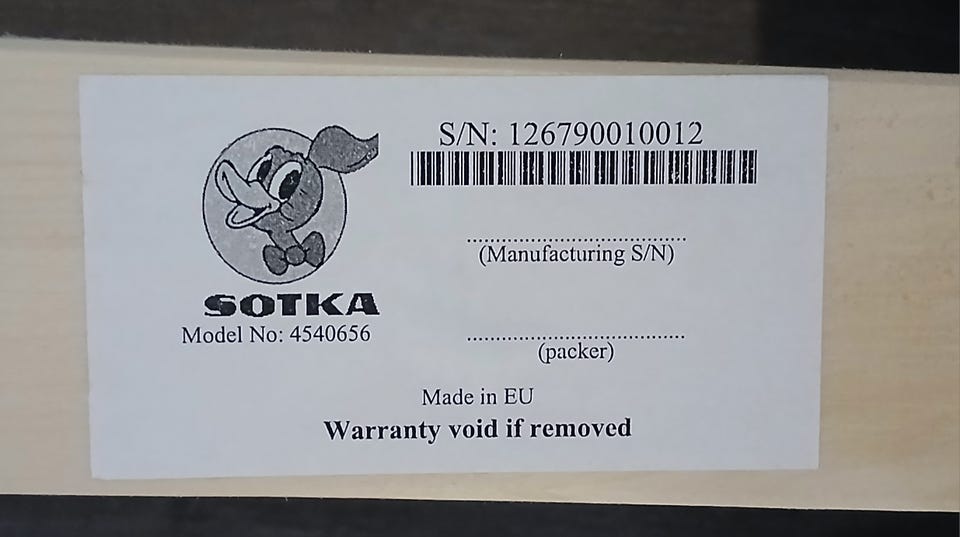 SOTKA
Model No: 4540656
S/N: 126790010012
(Manufacturing S/N)
(packer)
Made in EU
Warranty void if removed